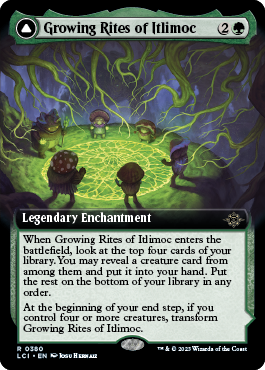 Growing Rites of Itlimoc 2
Legendary Enchantment
When Growing Rites of Itlimoc enters the
battlefield, look at the top four cards of your
library. You may reveal a creature card from
among them and put it into your hand. Put
the rest on the bottom of your library in any
order.
At the beginning of your end step, if you
control four or more creatures, transform
Growing Rites of Itlimoc.
R 0380
LCI • EN Josu Hernaiz
™ & © 2023 Wizards of the Coast